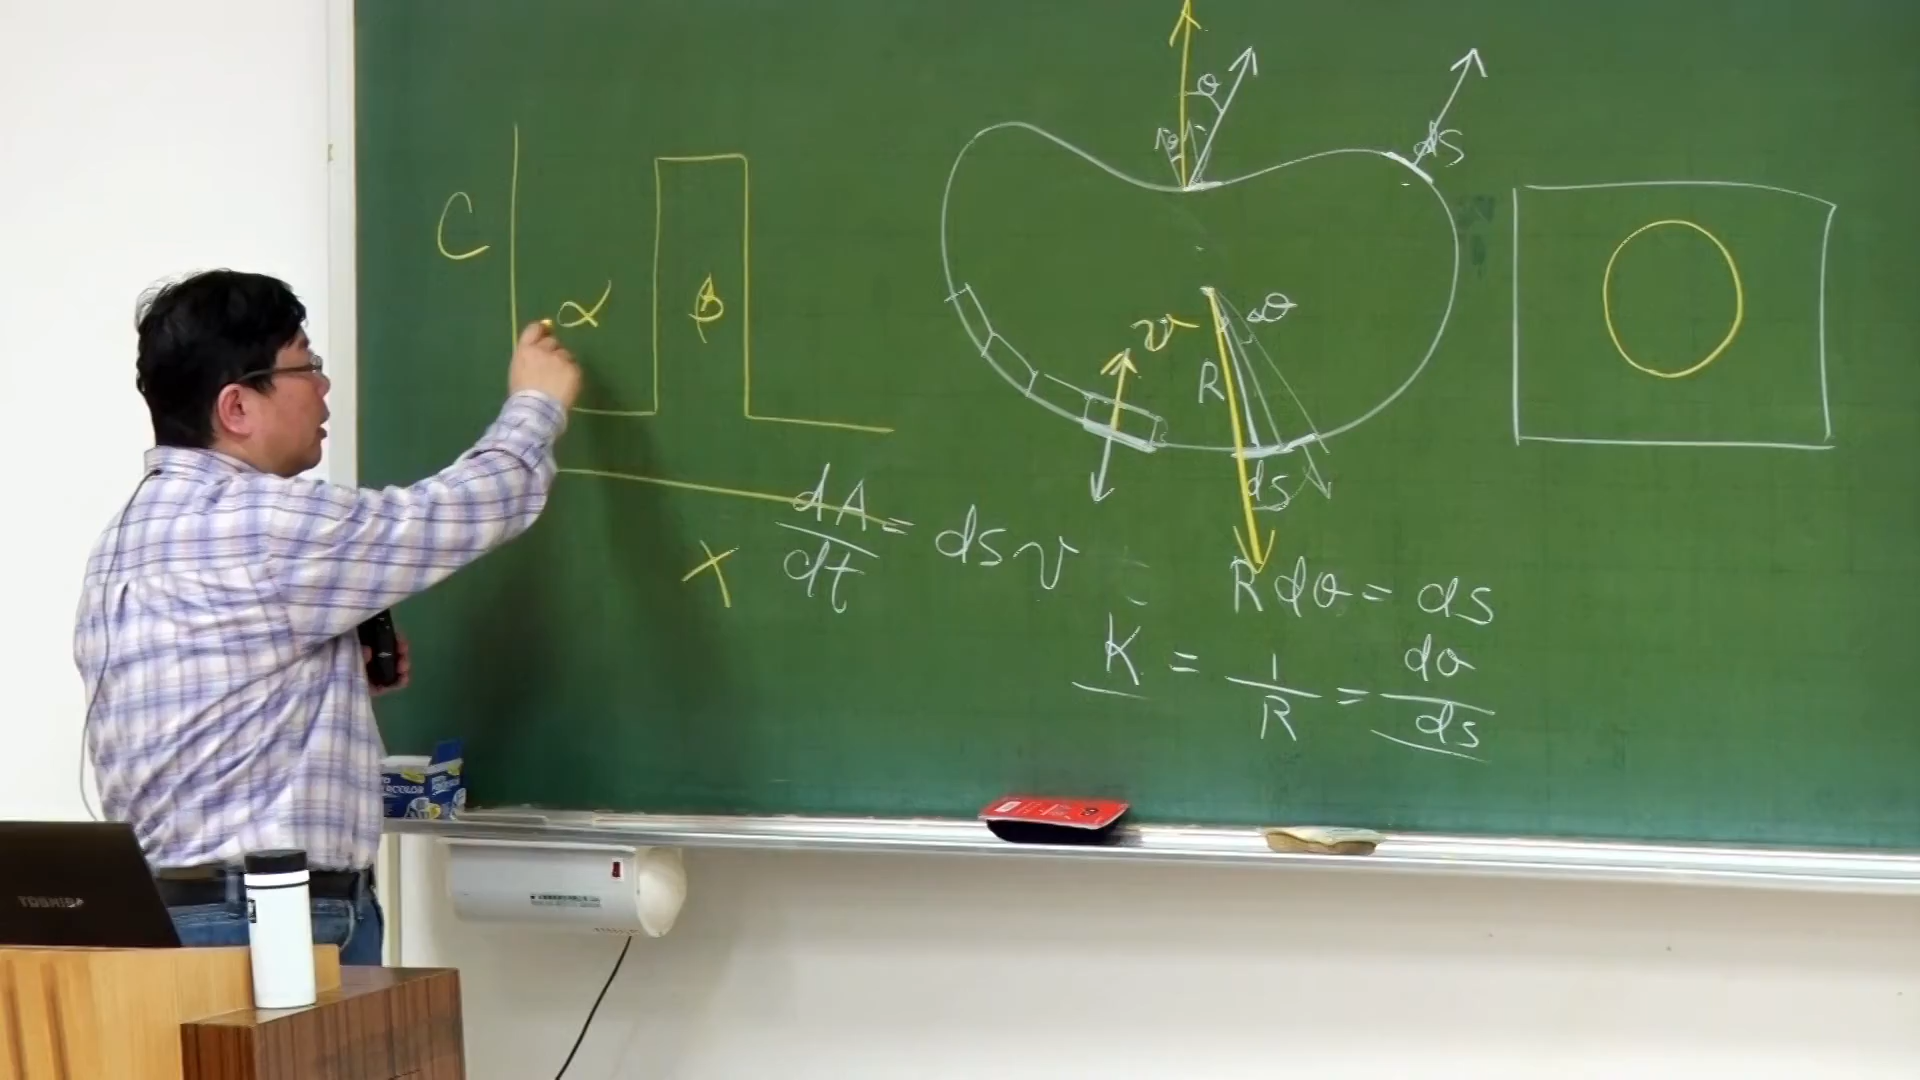 C
α
β
X
θ
ds
v
dθ
R
ds
dA/dt = ds v
R dθ = ds
K = 1/R = dθ/ds
TOSHIBA